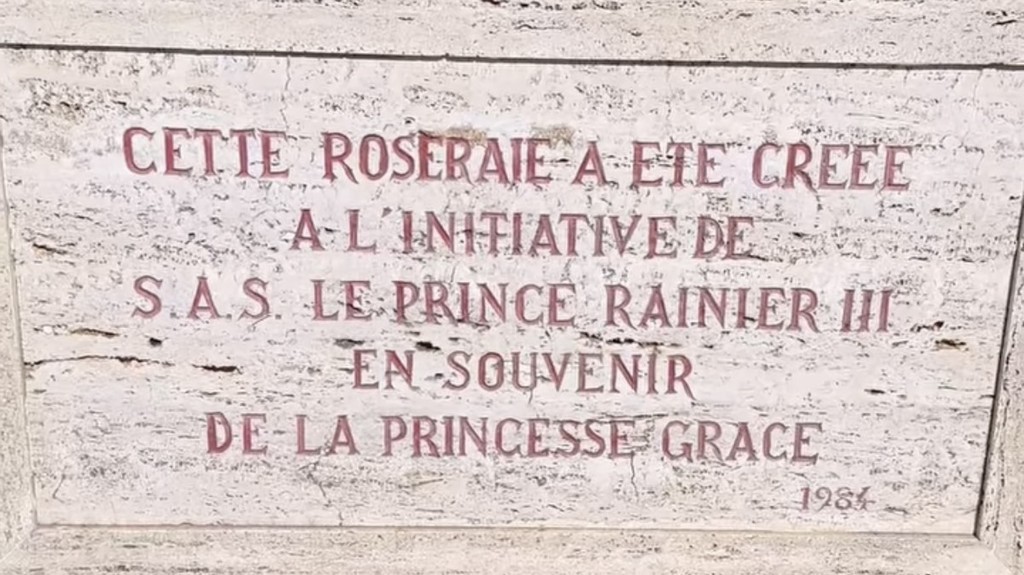 CETTE ROSERAIE A ETE CREEE
A L'INITIATIVE DE
S.A.S. LE PRINCE RAINIER III
EN SOUVENIR
DE LA PRINCESSE GRACE
1984